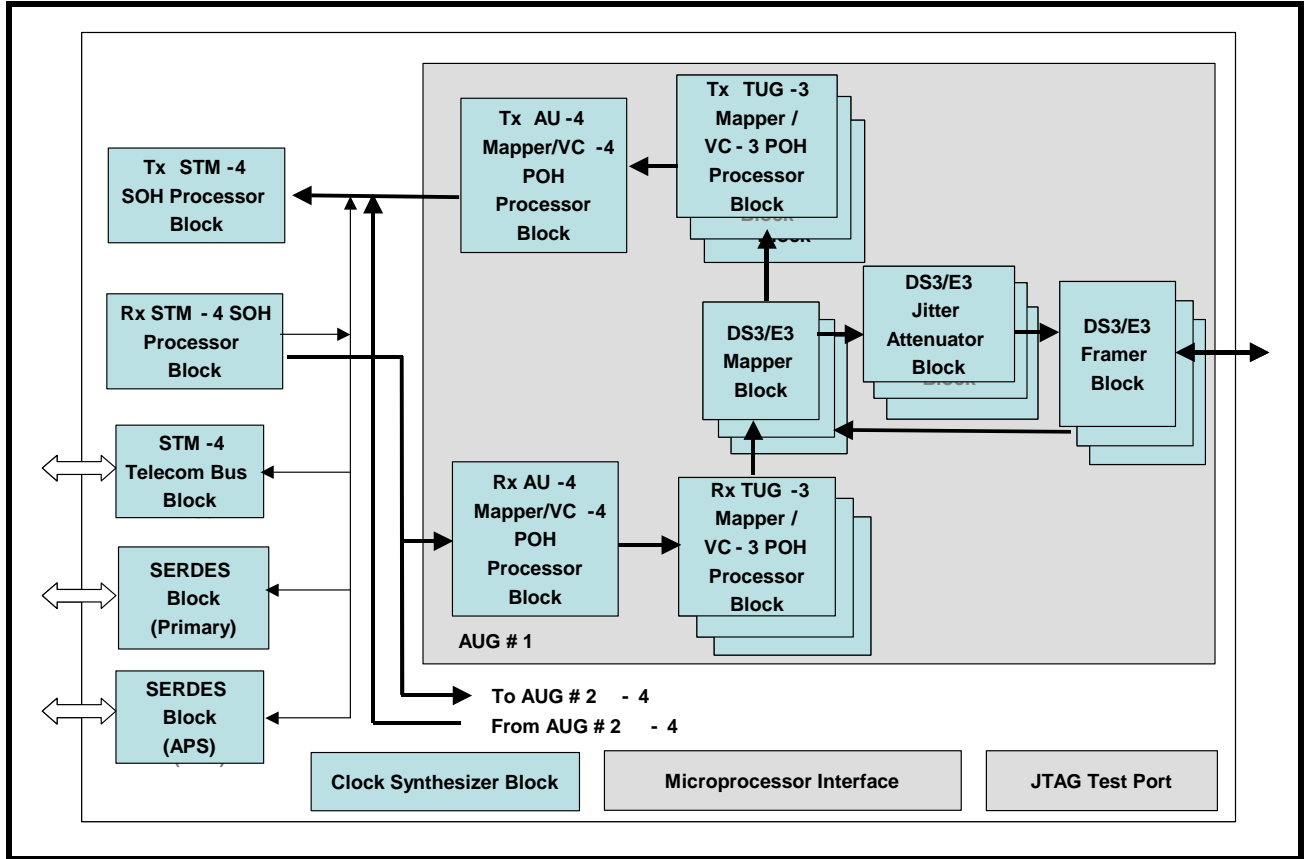 Tx STM -4
SOH Processor
Block
Rx STM - 4 SOH
Processor
Block
STM -4
Telecom Bus
Block
SERDES
Block
(Primary)
SERDES
Block
(APS)
Tx AU -4
Mapper/VC -4
POH
Processor
Block
Tx TUG -3
Mapper /
VC - 3 POH
Processor
Block
Block
Block
DS3/E3
Mapper
Block
DS3/E3
Jitter
Attenuator
Block
Block
DS3/E3
Framer
Block
Rx AU -4
Mapper/VC -4
POH
Processor
Block
Rx TUG -3
Mapper /
VC - 3 POH
Processor
Block
AUG # 1
To AUG # 2 - 4
From AUG # 2 - 4
Clock Synthesizer Block
Microprocessor Interface
JTAG Test Port